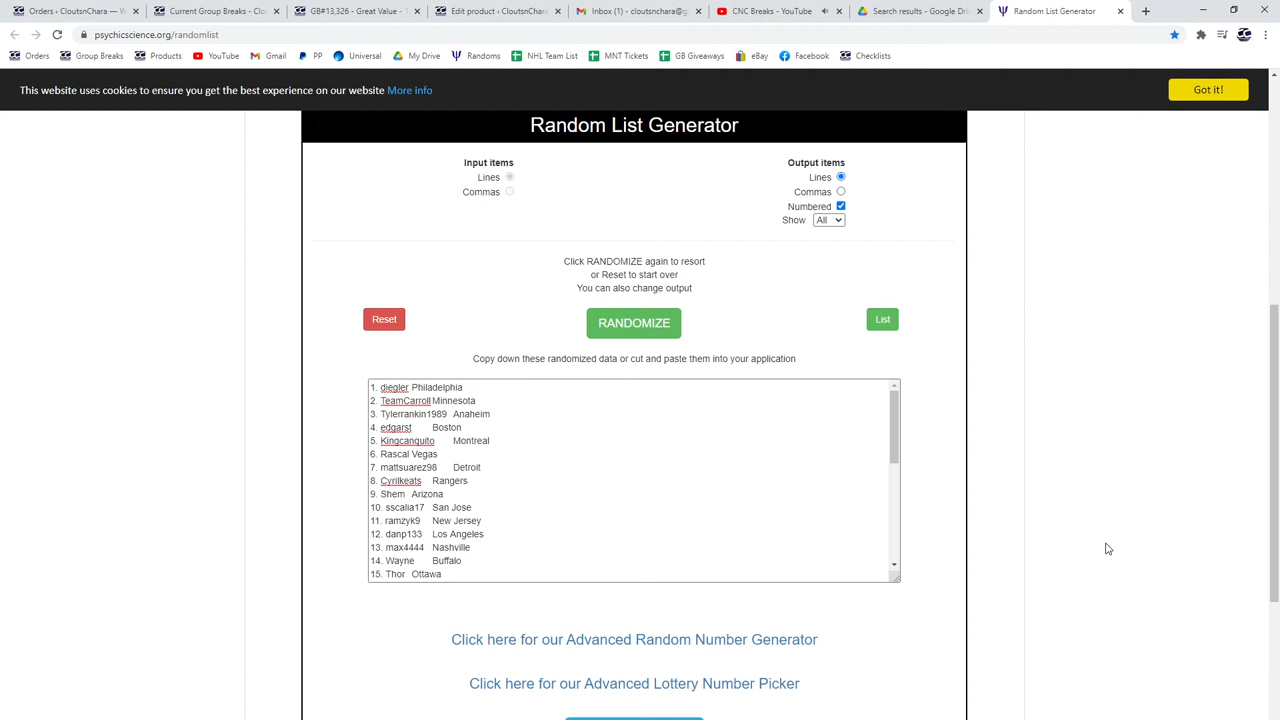 Orders ‹ CloutsnChara — W
Current Group Breaks - Clo
GB#13,326 - Great Value - T
Edit product ‹ CloutsnChara
Inbox (1) - cloutsnchara@g
CNC Breaks - YouTube
Search results - Google Driv
Random List Generator
psychicscience.org/randomlist
Orders
Group Breaks
Products
YouTube
Gmail
PP
Universal
My Drive
Randoms
NHL Team List
MNT Tickets
GB Giveaways
eBay
Facebook
Checklists
This website uses cookies to ensure you get the best experience on our website More info
Got it!
Random List Generator
Input items
Lines
Commas
Output items
Lines
Commas
Numbered
Show All
Click RANDOMIZE again to resort
or Reset to start over
You can also change output
Reset
RANDOMIZE
List
Copy down these randomized data or cut and paste them into your application
1. diegler Philadelphia
2. TeamCarroll Minnesota
3. Tylerrankin1989 Anaheim
4. edgarst Boston
5. Kingcanquito Montreal
6. Rascal Vegas
7. mattsuarez98 Detroit
8. Cyrilkeats Rangers
9. Shem Arizona
10. sscalia17 San Jose
11. ramzyk9 New Jersey
12. danp133 Los Angeles
13. max4444 Nashville
14. Wayne Buffalo
15. Thor Ottawa
Click here for our Advanced Random Number Generator
Click here for our Advanced Lottery Number Picker